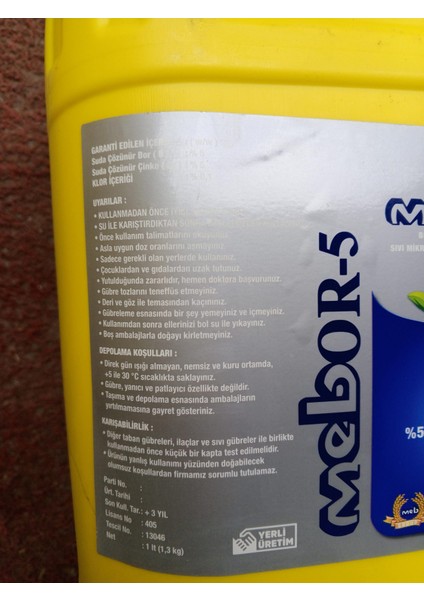 GARANTİ EDİLEN
Suda Çözünür Bor
Suda Çözünür Çinko
KLOR İÇERİĞİ
UYARILAR :
• KULLANMADAN ÖNCE
• SU İLE KARIŞTIRDIKTAN
• Önce kullanım talimatlarını okuyunuz.
• Asla uygun doz oranlarını aşmayınız.
• Sadece gerekli olan yerlerde kullanınız.
• Çocuklardan ve gıdalardan uzak tutunuz.
• Yutulduğunda zararlıdır, hemen doktora başvurunuz.
• Gübre tozlarını teneffüs etmeyiniz.
• Deri ve göz ile temasından kaçınınız.
• Gübreleme esnasında bir şey yemeyiniz ve içmeyiniz.
• Kullanımdan sonra ellerinizi bol su ile yıkayınız.
• Boş ambalajlarla doğayı kirletmeyiniz.
DEPOLAMA KOŞULLARI :
• Direk gün ışığı almayan, nemsiz ve kuru ortamda,
+5 ile 30 °C sıcaklıkta saklayınız.
• Gübre, yanıcı ve patlayıcı özellikte değildir.
• Taşıma ve depolama esnasında ambalajların
yırtılmamasına gayret gösteriniz.
KARIŞABİLİRLİK :
• Diğer taban gübreleri, ilaçlar ve sıvı gübreler ile birlikte
kullanmadan önce küçük bir kapta test edilmelidir.
• Ürünün yanlış kullanımı yüzünden doğabilecek
olumsuz koşullardan firmamız sorumlu tutulamaz.
Parti No. :
Ürt. Tarihi :
Son Kull. Tar. : + 3 YIL
Lisans No : 405
Tescil No. : 13046
Net : 1 lt (1,3 kg)
YERLİ
ÜRETİM
MebOR-5
SIVI
%5
meb